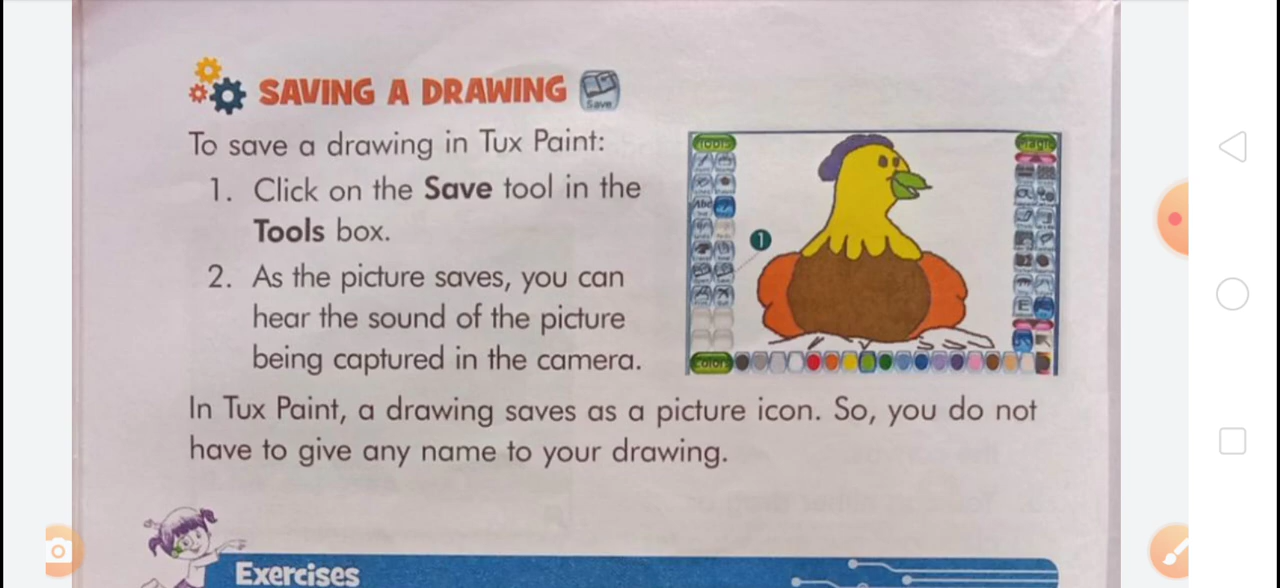 SAVING A DRAWING
Save
To save a drawing in Tux Paint:
1. Click on the Save tool in the
Tools box.
2. As the picture saves, you can
hear the sound of the picture
being captured in the camera.
Tools
Magic
Abc
1
E
Colors
In Tux Paint, a drawing saves as a picture icon. So, you do not
have to give any name to your drawing.
Exercises